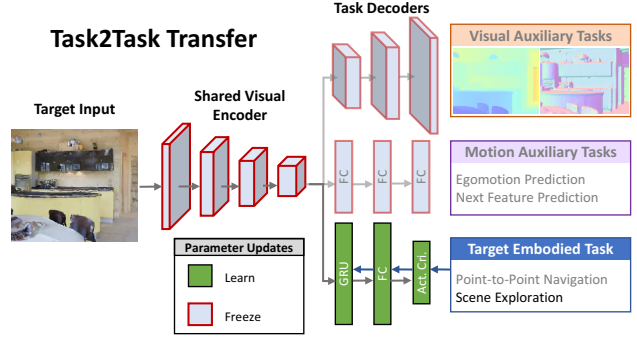 Task2Task Transfer
Task Decoders
Visual Auxiliary Tasks
Target Input
Shared Visual
Encoder
Motion Auxiliary Tasks
Egomotion Prediction
Next Feature Prediction
FC
FC
FC
Parameter Updates
Learn
Freeze
GRU
FC
Act. Cri.
Target Embodied Task
Point-to-Point Navigation
Scene Exploration